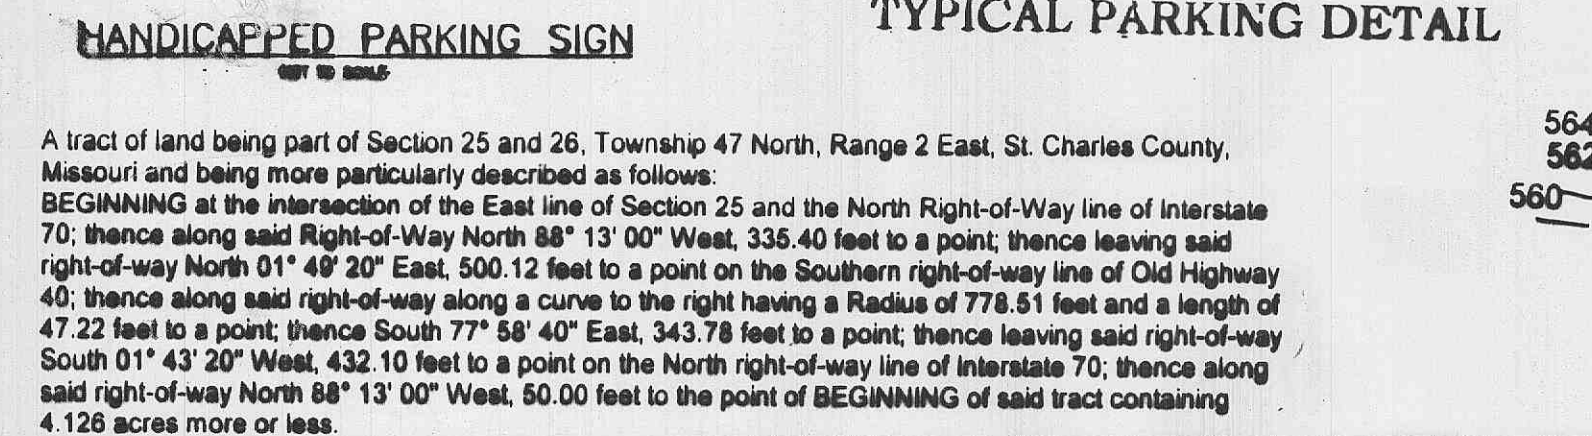 HANDICAPPED PARKING SIGN
NOT TO SCALE
TYPICAL PARKING DETAIL
A tract of land being part of Section 25 and 26, Township 47 North, Range 2 East, St. Charles County,
Missouri and being more particularly described as follows:
BEGINNING at the intersection of the East line of Section 25 and the North Right-of-Way line of Interstate
70; thence along said Right-of-Way North 88° 13' 00" West, 335.40 feet to a point; thence leaving said
right-of-way North 01° 49' 20" East, 500.12 feet to a point on the Southern right-of-way line of Old Highway
40; thence along said right-of-way along a curve to the right having a Radius of 778.51 feet and a length of
47.22 feet to a point; thence South 77° 58' 40" East, 343.78 feet to a point; thence leaving said right-of-way
South 01° 43' 20" West, 432.10 feet to a point on the North right-of-way line of Interstate 70; thence along
said right-of-way North 88° 13' 00" West, 50.00 feet to the point of BEGINNING of said tract containing
4.126 acres more or less.
564
562
560